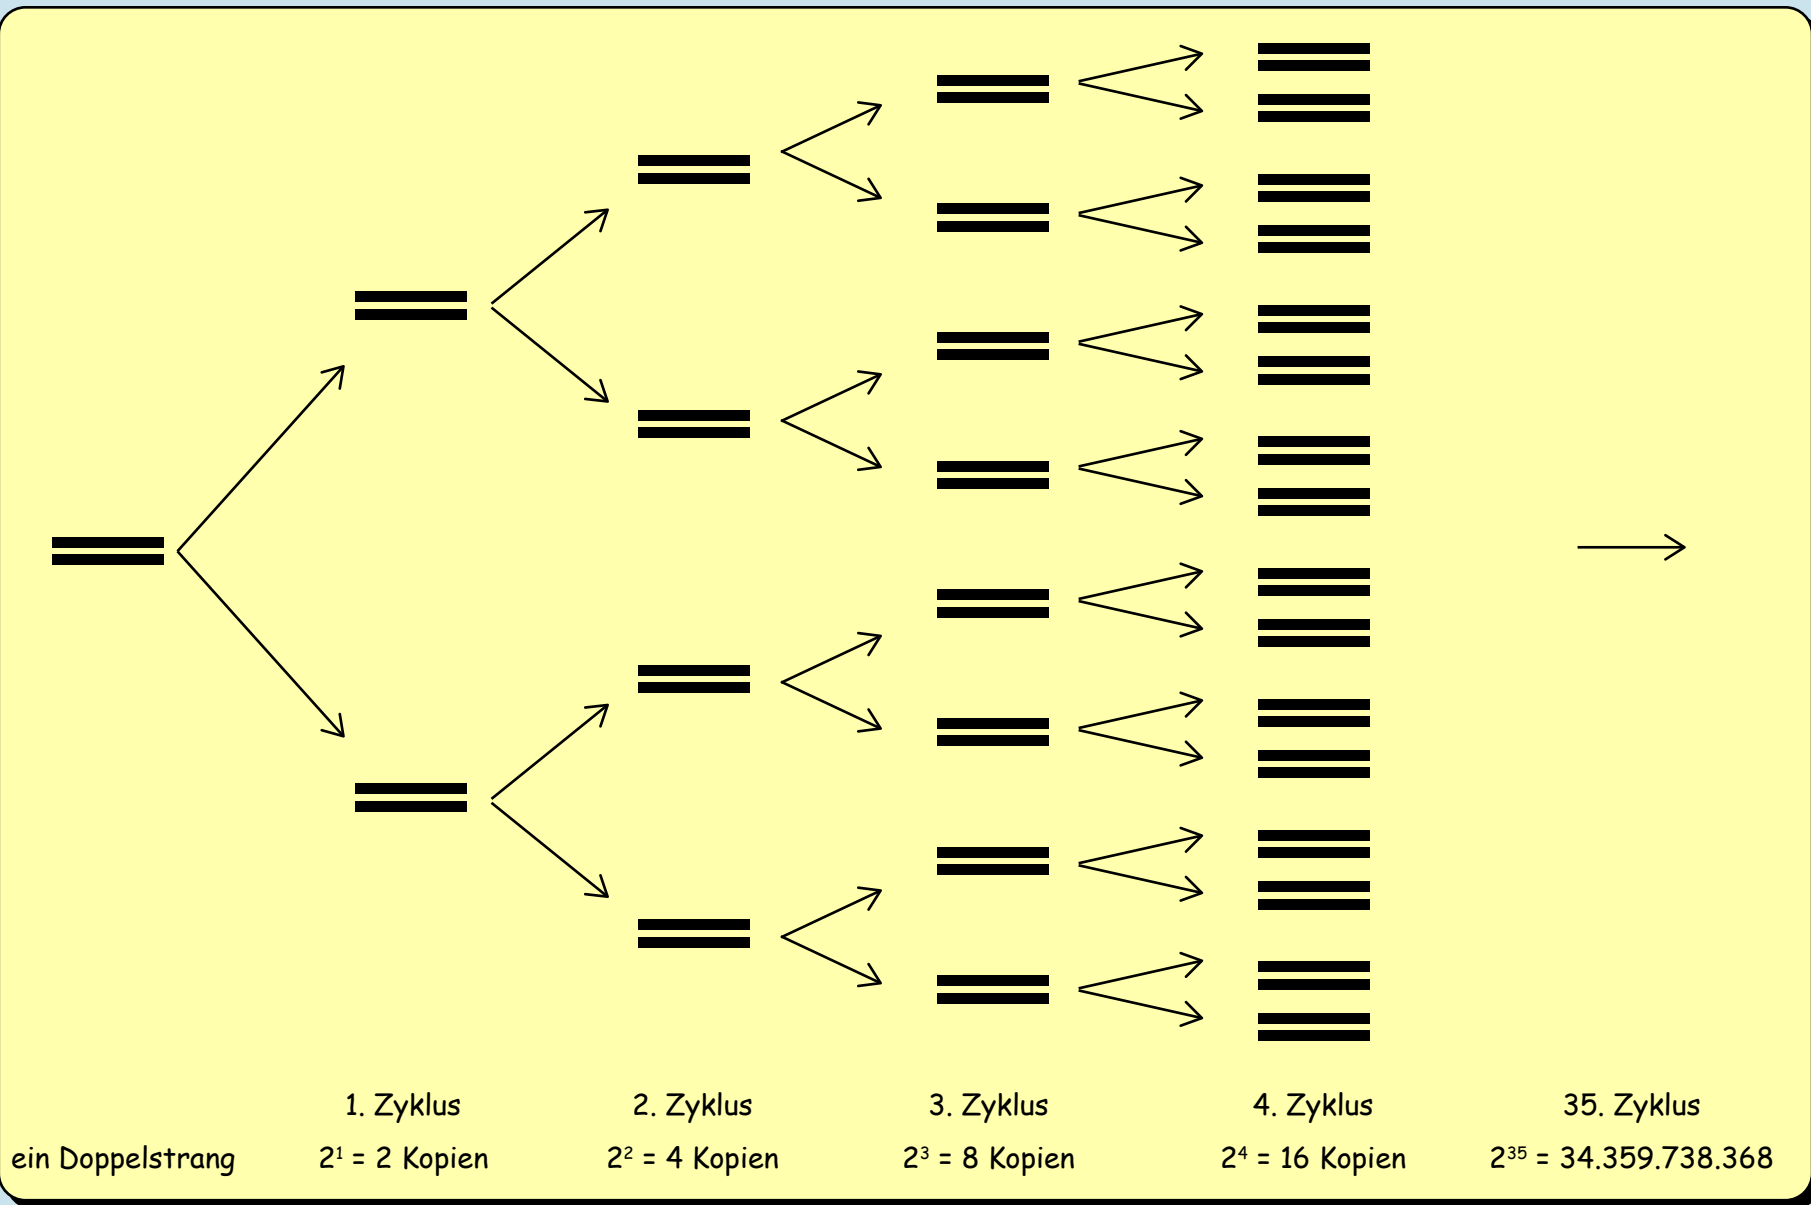 1. Zyklus
2. Zyklus
3. Zyklus
4. Zyklus
35. Zyklus
ein Doppelstrang
2¹ = 2 Kopien
2² = 4 Kopien
2³ = 8 Kopien
2⁴ = 16 Kopien
2³⁵ = 34.359.738.368